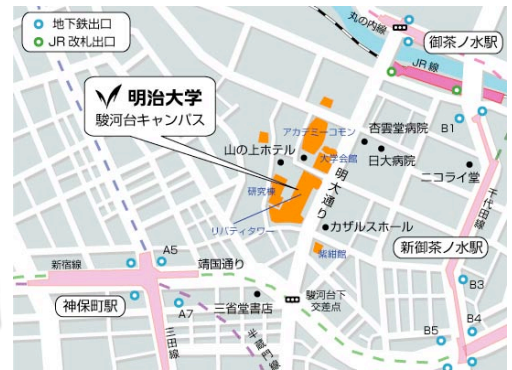 地下鉄出口
JR改札出口
丸の内線
御茶ノ水駅
JR線
明治大学
駿河台キャンパス
アカデミーコモン
杏雲堂病院
B1
山の上ホテル
大学会館
日大病院
ニコライ堂
研究棟
明大通り
千代田線
リバティタワー
カザルスホール
新御茶ノ水駅
紫紺館
新宿線
A5
靖国通り
神保町駅
A7
三省堂書店
駿河台下
交差点
B3
B4
B5
三田線
半蔵門線